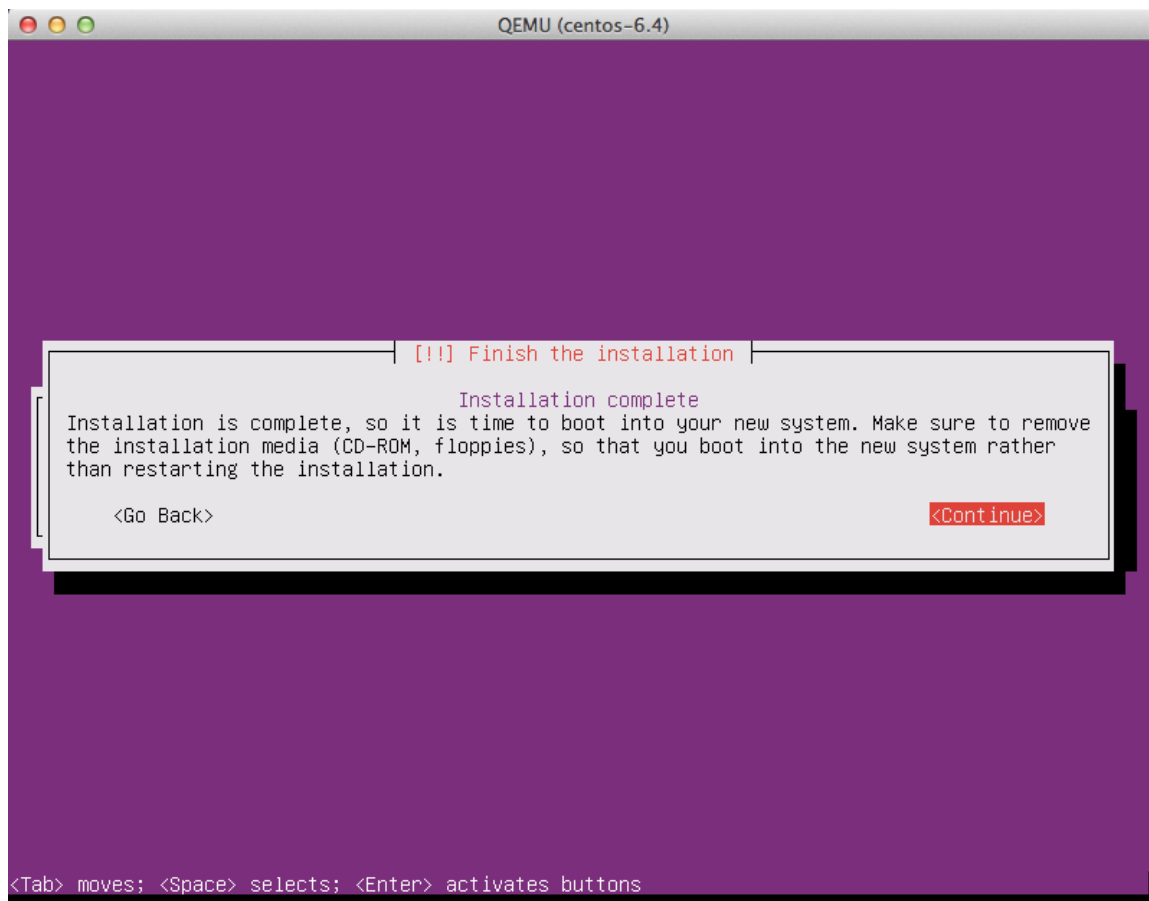 QEMU (centos-6.4)
[!!] Finish the installation
Installation complete
Installation is complete, so it is time to boot into your new system. Make sure to remove
the installation media (CD-ROM, floppies), so that you boot into the new system rather
than restarting the installation.
<Go Back> <Continue>
<Tab> moves; <Space> selects; <Enter> activates buttons